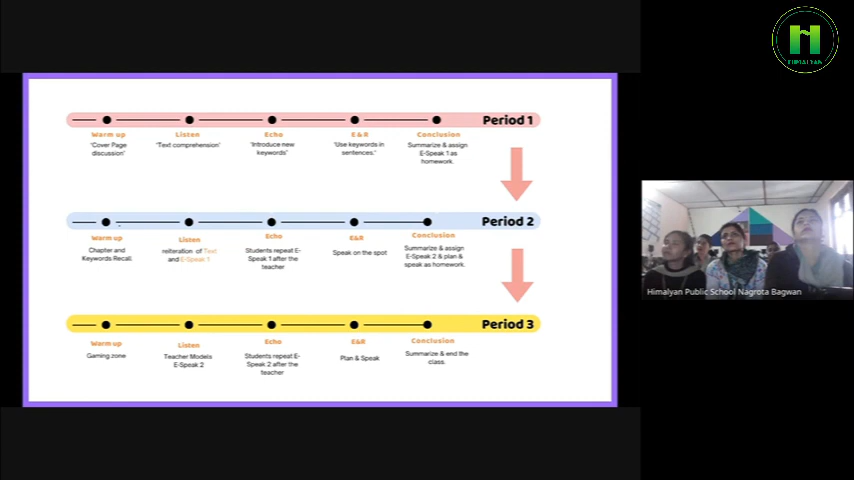 HIMALYAN
Period 1
Warm up
"Cover Page
discussion"
Listen
"Text comprehension"
Echo
"Introduce new
keywords"
E & R
"Use keywords in
sentences."
Conclusion
Summarize & assign
E-Speak 1 as
homework.
Period 2
Warm up
Chapter and
Keywords Recall.
Listen
reiteration of Text
and E-Speak 1
Echo
Students repeat E-
Speak 1 after the
teacher
E&R
Speak on the spot
Conclusion
Summarize & assign
E-Speak 2 & plan &
speak as homework.
Period 3
Warm up
Gaming zone
Listen
Teacher Models
E-Speak 2
Echo
Students repeat E-
Speak 2 after the
teacher
E&R
Plan & Speak
Conclusion
Summarize & end the
class.
Himalyan Public School Nagrota Bagwan